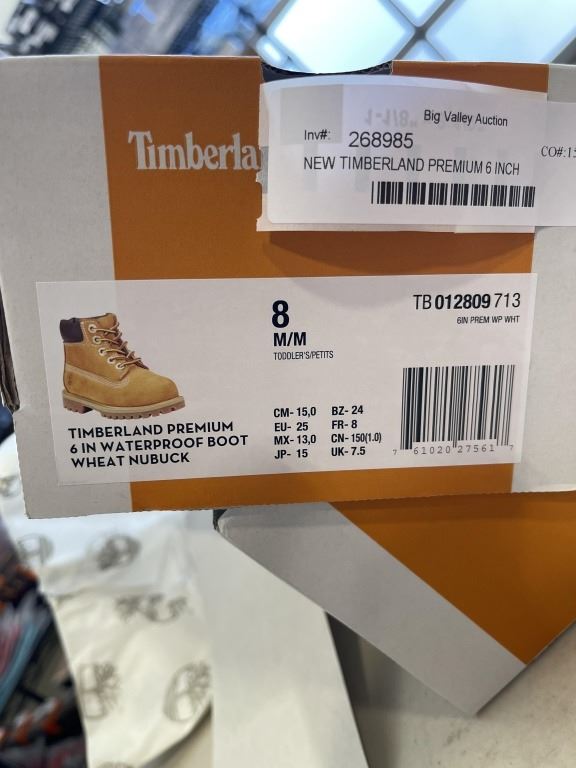 Timberla
Big Valley Auction
Inv#: 268985
NEW TIMBERLAND PREMIUM 6 INCH
CO#:15
8
M/M
TODDLER'S/PETITS
TB 012809 713
6IN PREM WP WHT
TIMBERLAND PREMIUM
6 IN WATERPROOF BOOT
WHEAT NUBUCK
CM- 15,0 BZ- 24
EU- 25 FR- 8
MX- 13,0 CN- 150(1.0)
JP- 15 UK- 7.5
7 61020 27561 7